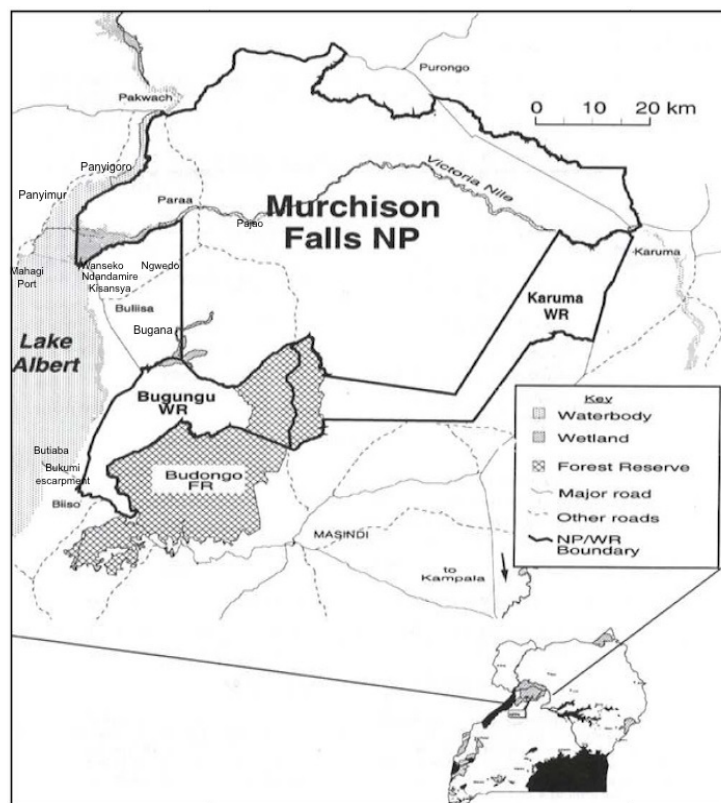 Purongo
Pakwach
0 10 20 km
Panyigoro
Victoria Nile
Panyimur
Paraa
Murchison
Falls NP
Pajao
Karuma
Mahagi
Port
Wanseko
Ndandamire
Kisansya
Ngwedo
Karuma
WR
Buliisa
Bugana
Lake
Albert
Bugungu
WR
Key
Waterbody
Wetland
Forest Reserve
Major road
Other roads
NP/WR
Boundary
Butiaba
Bukumi
escarpment
Budongo
FR
Biiso
MASINDI
to
Kampala